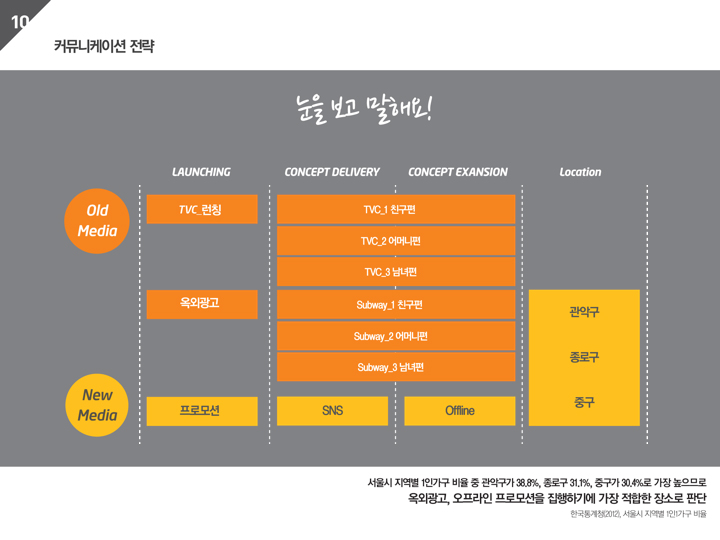 10
커뮤니케이션 전략
눈을 보고 말해요!
LAUNCHING
CONCEPT DELIVERY
CONCEPT EXANSION
Location
Old
Media
TVC_런칭
TVC_1 친구편
TVC_2 어머니편
TVC_3 남녀편
옥외광고
Subway_1 친구편
Subway_2 어머니편
Subway_3 남녀편
관악구
종로구
중구
New
Media
프로모션
SNS
Offline
서울시 지역별 1인가구 비율 중 관악구가 38,8%, 종로구 31,1%, 중구가 30,4%로 가장 높으므로
옥외광고, 오프라인 프로모션을 집행하기에 가장 적합한 장소로 판단
한국통계청(2012), 서울시 지역별 1인1가구 비율